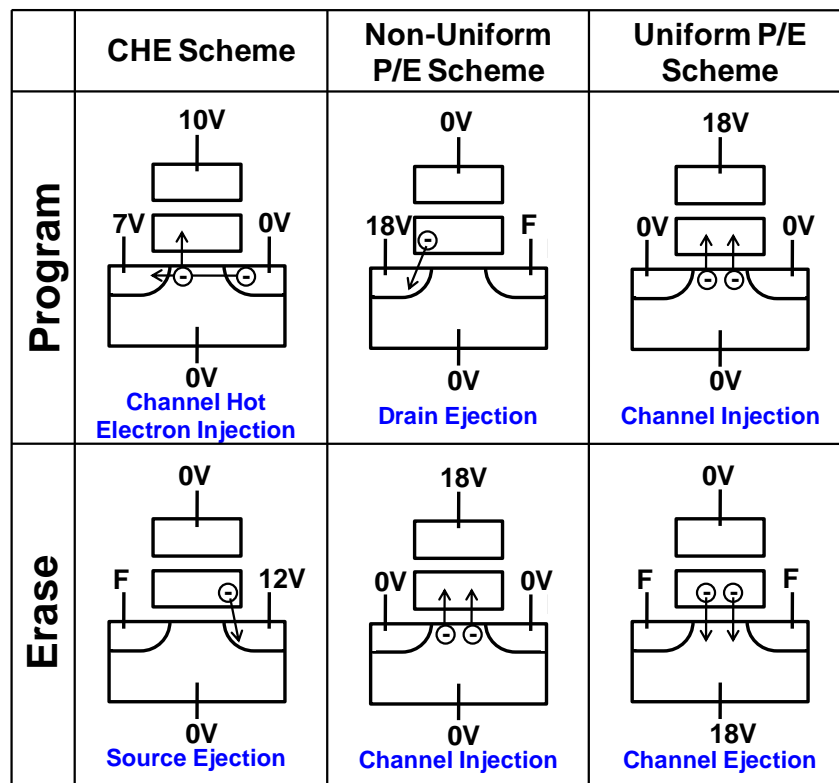 CHE Scheme
Non-Uniform
P/E Scheme
Uniform P/E
Scheme
Program
10V
7V
0V
-
-
0V
Channel Hot
Electron Injection
0V
18V
F
-
0V
Drain Ejection
18V
0V
0V
-
-
0V
Channel Injection
Erase
0V
F
12V
-
0V
Source Ejection
18V
0V
0V
-
-
0V
Channel Injection
0V
F
F
-
-
18V
Channel Ejection